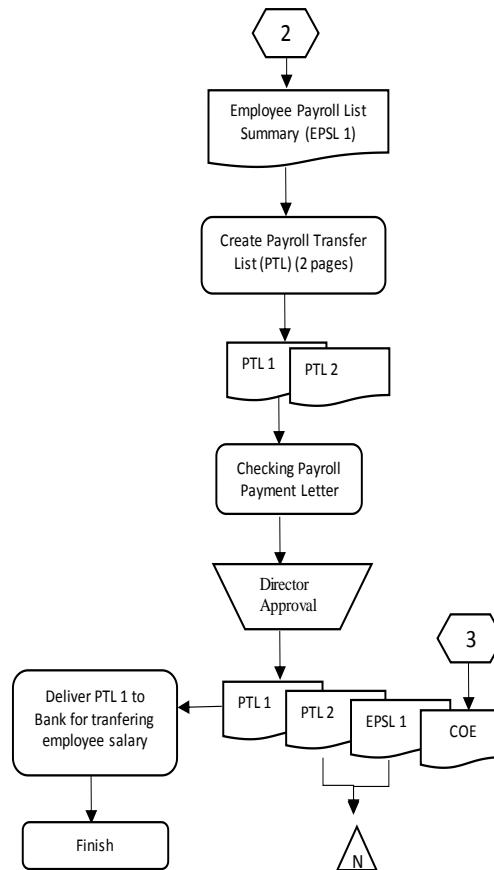 2
Employee Payroll List
Summary (EPSL 1)
Create Payroll Transfer
List (PTL) (2 pages)
PTL 1
PTL 2
Checking Payroll
Payment Letter
Director
Approval
3
Deliver PTL 1 to
Bank for tranfering
employee salary
PTL 1
PTL 2
EPSL 1
COE
Finish
N